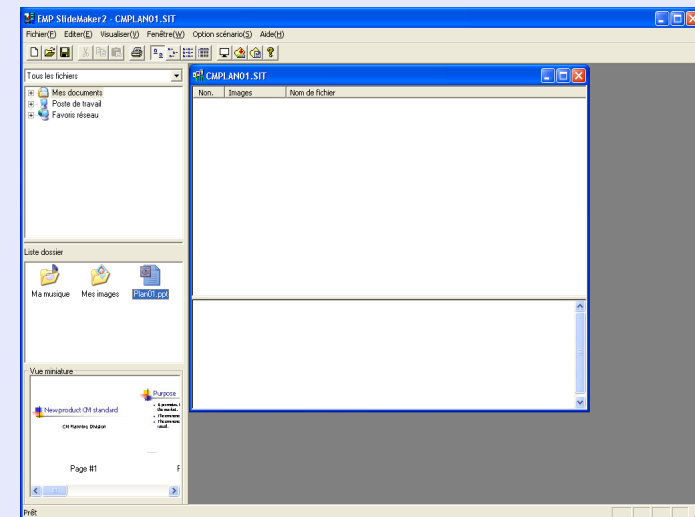 EMP SlideMaker2 - CMPLAN01.SIT
Fichier(F) Editer(E) Visualiser(V) Fenêtre(W) Option scénario(S) Aide(H)
Tous les fichiers
Mes documents
Poste de travail
Favoris réseau
CMPLAN01.SIT
Non. Images Nom de fichier
Liste dossier
Ma musique Mes images Plan01.ppt
Vue miniature
New product CM standard
CM Planning Division
Purpose
Page #1
Prêt